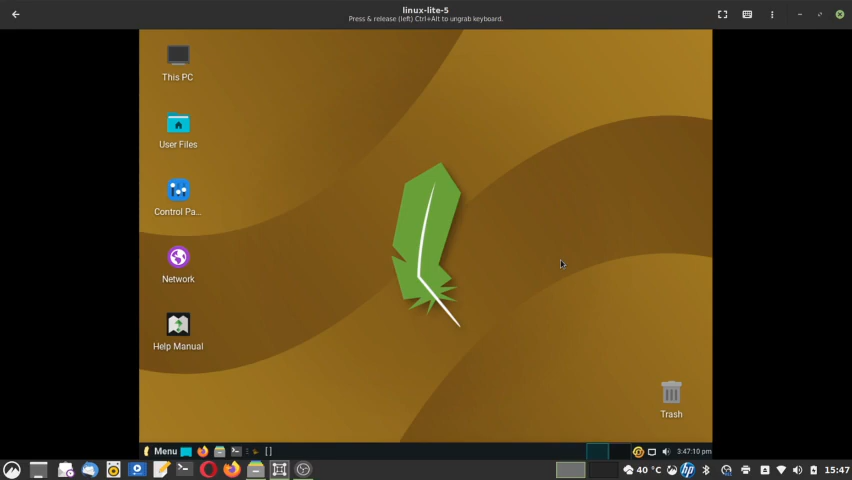 linux-lite-5
Press & release (left) Ctrl+Alt to ungrab keyboard.
This PC
User Files
Control Pa...
Network
Help Manual
Trash
Menu
[]
3:47:10 pm
40 °C
hp
15:47